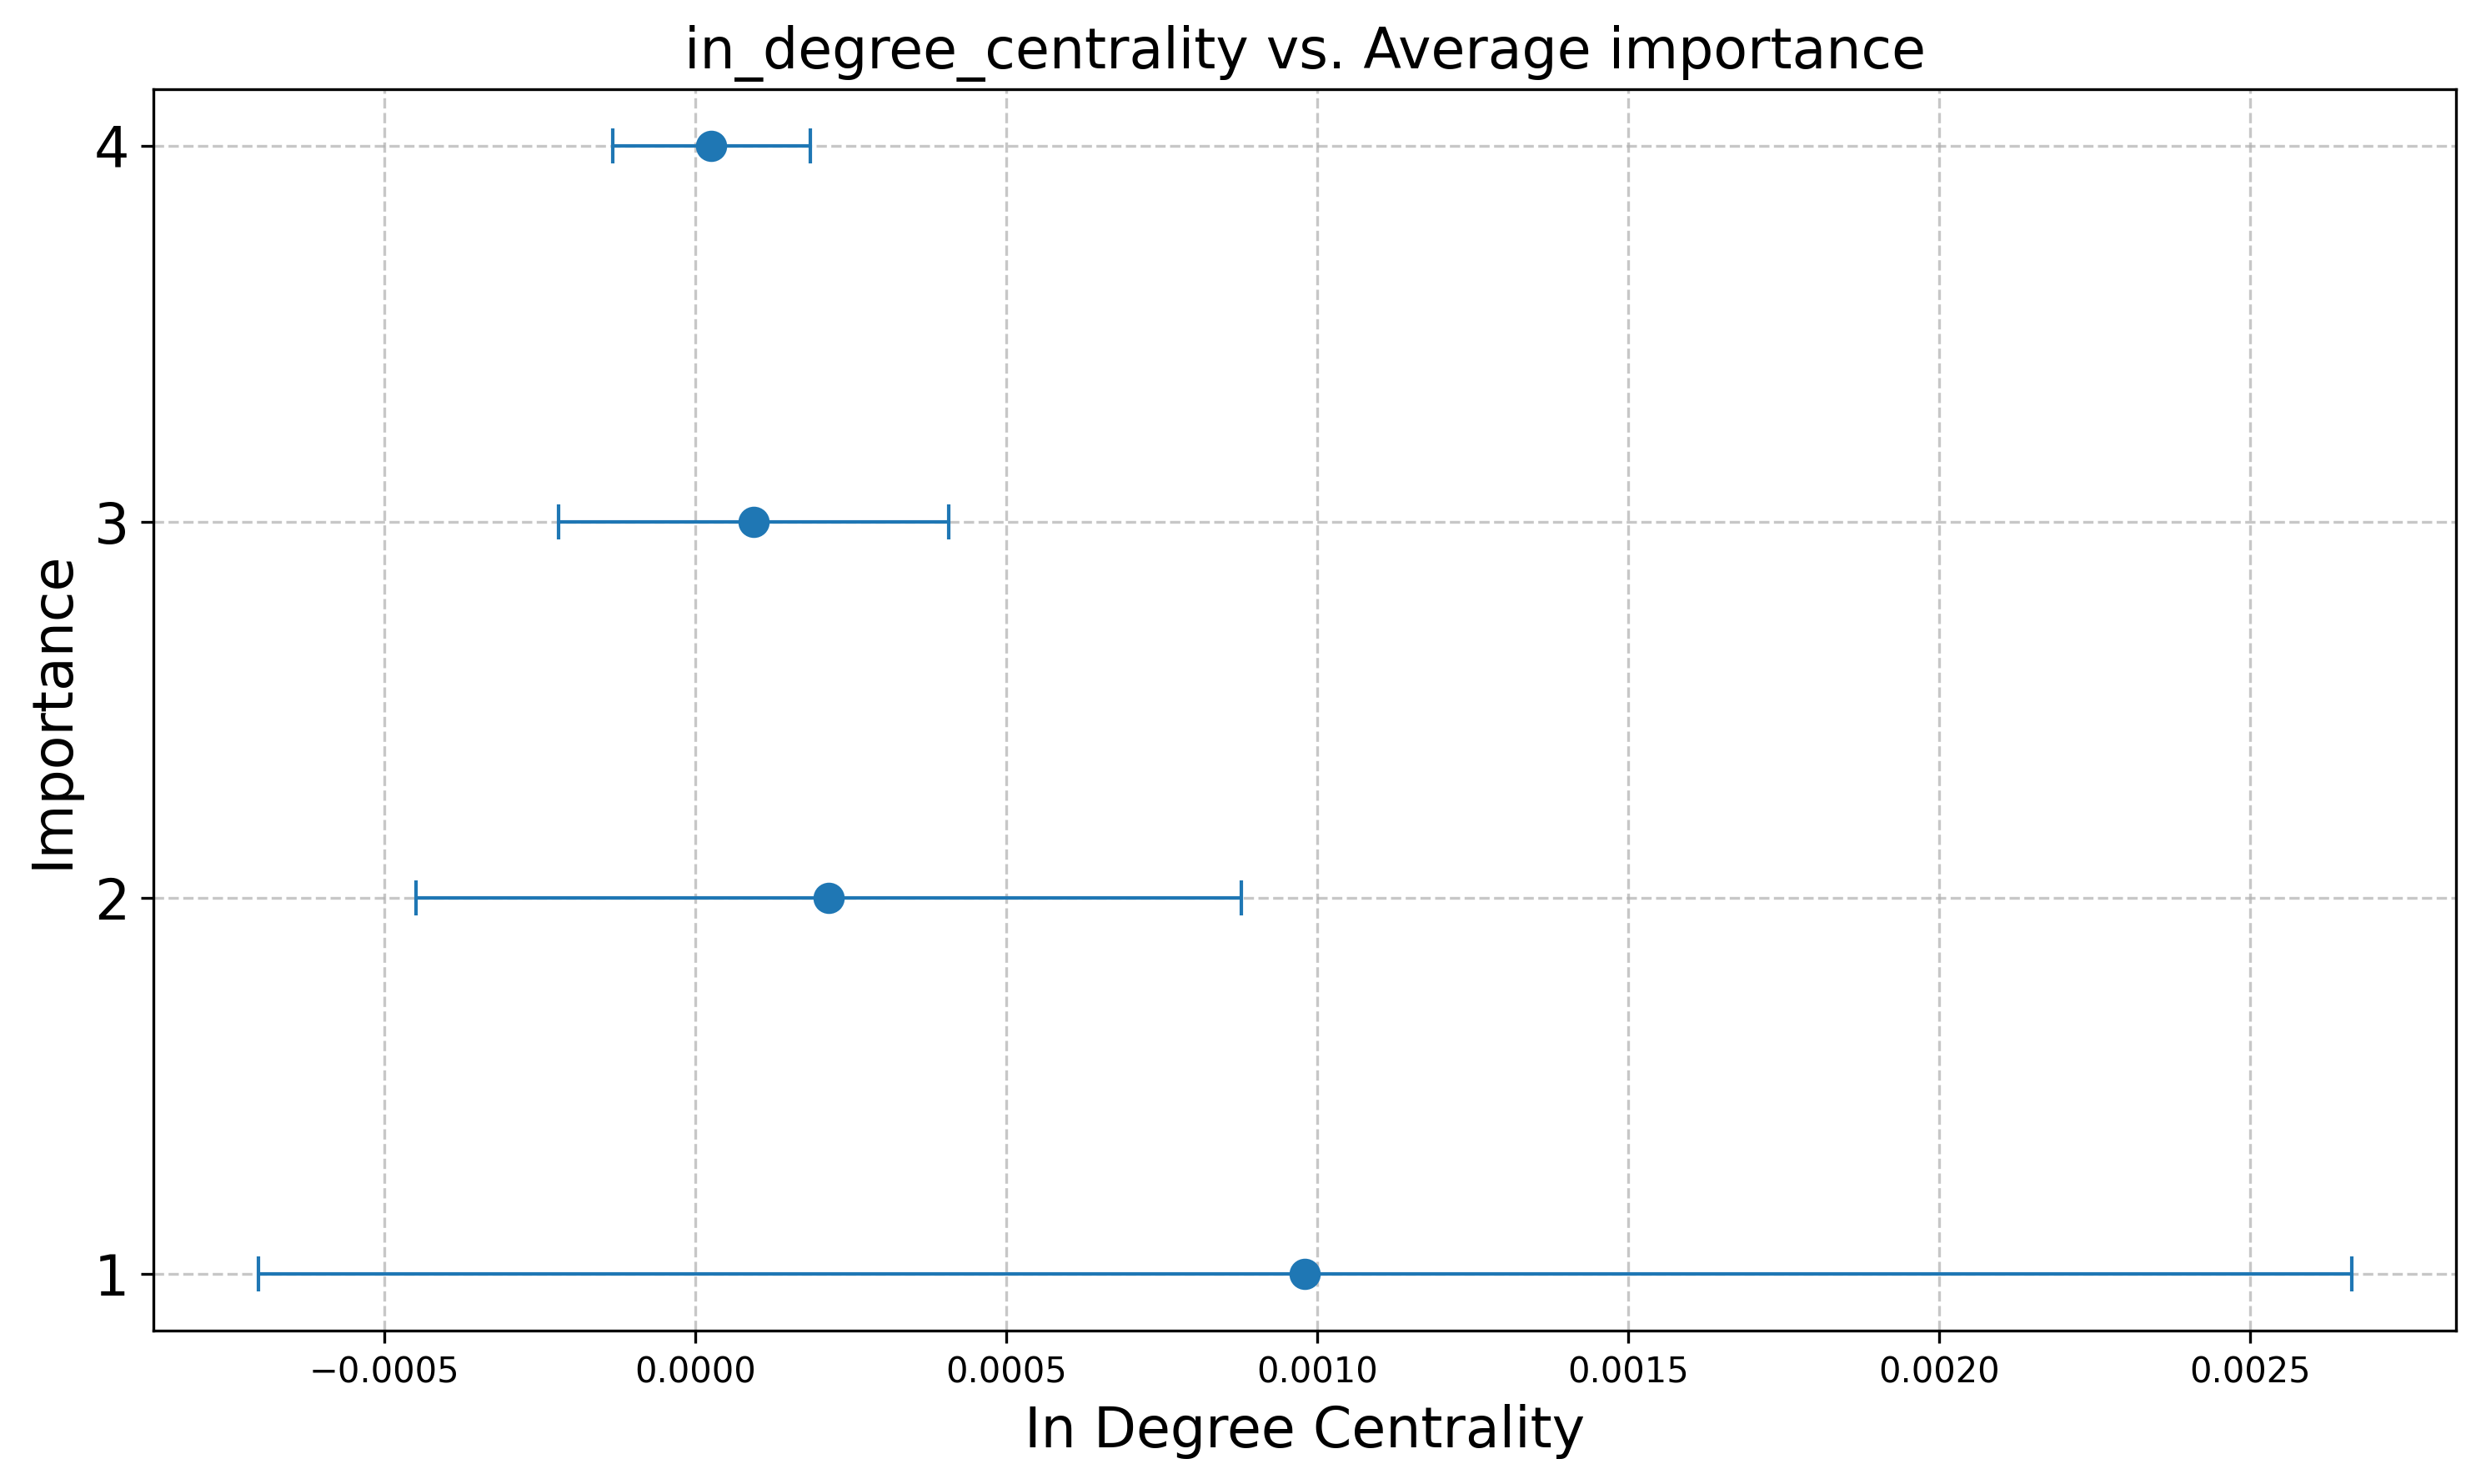 in_degree_centrality vs. Average importance
4
3
2
1
Importance
−0.0005 0.0000 0.0005 0.0010 0.0015 0.0020 0.0025
In Degree Centrality